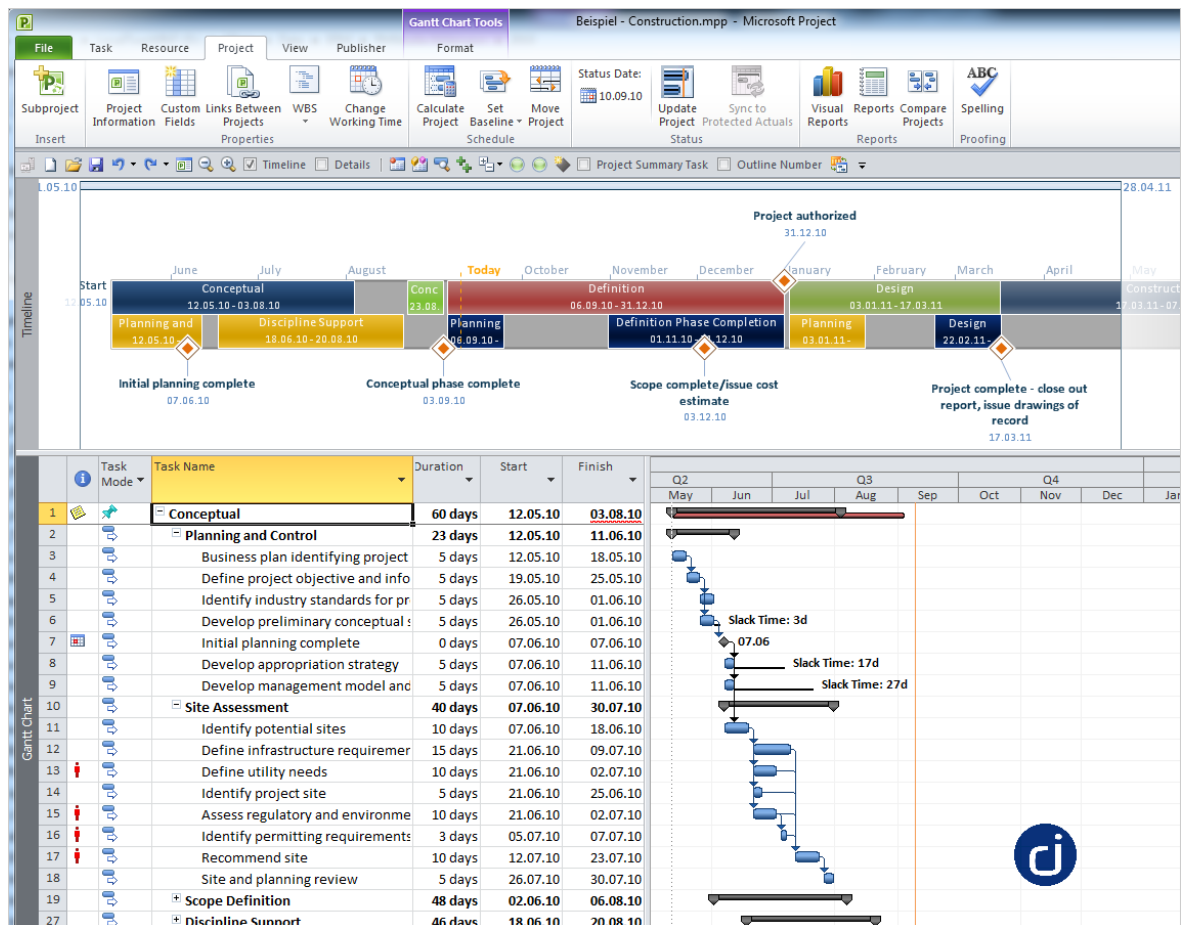 Gantt Chart Tools
Beispiel - Construction.mpp - Microsoft Project
File Task Resource Project View Publisher Format
Subproject
Project Information
Custom Fields
Links Between Projects
WBS
Change Working Time
Calculate Project
Set Baseline
Move Project
Status Date:
10.09.10
Update Project
Sync to Protected Actuals
Visual Reports
Reports
Compare Projects
ABC
Spelling
Insert Properties Schedule Status Reports Proofing
Timeline Details Project Summary Task Outline Number
1.05.10 28.04.11
Project authorized
31.12.10
June July August Today October November December January February March April May
Start
12.05.10
Conceptual
12.05.10 - 03.08.10
Conc
23.08.
Definition
06.09.10 - 31.12.10
Design
03.01.11 - 17.03.11
Construct
17.03.11 - 07
Planning and
12.05.10 -
Discipline Support
18.06.10 - 20.08.10
Planning
06.09.10 -
Definition Phase Completion
01.11.10 - 12.10
Planning
03.01.11 -
Design
22.02.11 -
Initial planning complete
07.06.10
Conceptual phase complete
03.09.10
Scope complete/issue cost
estimate
03.12.10
Project complete - close out
report, issue drawings of
record
17.03.11
Timeline
Task Mode Task Name Duration Start Finish
Q2 Q3 Q4
May Jun Jul Aug Sep Oct Nov Dec Jan
1 Conceptual 60 days 12.05.10 03.08.10
2 Planning and Control 23 days 12.05.10 11.06.10
3 Business plan identifying project 5 days 12.05.10 18.05.10
4 Define project objective and info 5 days 19.05.10 25.05.10
5 Identify industry standards for pr 5 days 26.05.10 01.06.10
6 Develop preliminary conceptual s 5 days 26.05.10 01.06.10 Slack Time: 3d
7 Initial planning complete 0 days 07.06.10 07.06.10 07.06
8 Develop appropriation strategy 5 days 07.06.10 11.06.10 Slack Time: 17d
9 Develop management model and 5 days 07.06.10 11.06.10 Slack Time: 27d
10 Site Assessment 40 days 07.06.10 30.07.10
11 Identify potential sites 10 days 07.06.10 18.06.10
12 Define infrastructure requiremer 15 days 21.06.10 09.07.10
13 Define utility needs 10 days 21.06.10 02.07.10
14 Identify project site 5 days 21.06.10 25.06.10
15 Assess regulatory and environme 10 days 21.06.10 02.07.10
16 Identify permitting requirements 3 days 05.07.10 07.07.10
17 Recommend site 10 days 12.07.10 23.07.10
18 Site and planning review 5 days 26.07.10 30.07.10
19 Scope Definition 48 days 02.06.10 06.08.10
27 Discipline Support 46 days 18.06.10 20.08.10
Gantt Chart